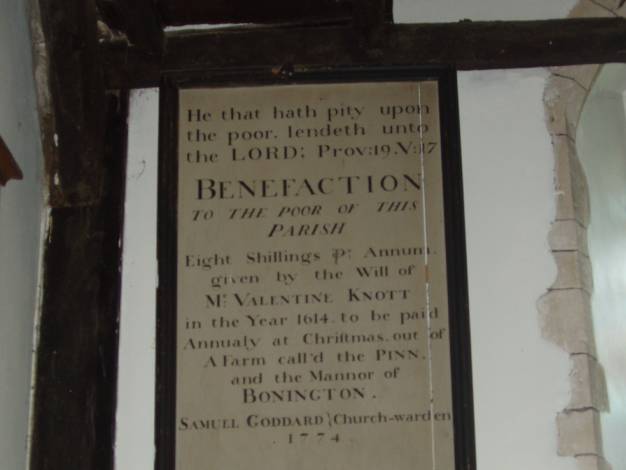 He that hath pity upon
the poor, lendeth unto
the LORD; Prov:19.V:17
BENEFACTION
TO THE POOR OF THIS
PARISH
Eight Shillings Pr. Annum.
given by the Will of
Mr. VALENTINE KNOTT
in the Year 1614. to be paid
Annualy at Chriſtmas. out of
A Farm call'd the PINN.
and the Mannor of
BONINGTON.
SAMUEL GODDARD } Church-warden
1774